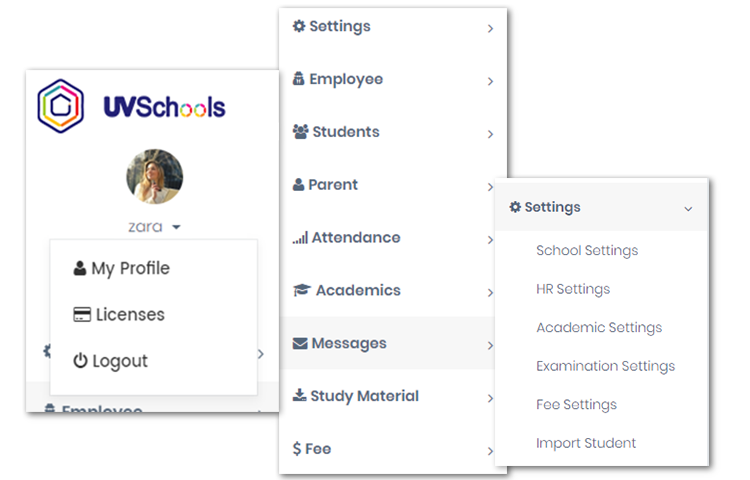 UVSchools
zara
My Profile
Licenses
Logout
Employee
Settings
Employee
Students
Parent
Attendance
Academics
Messages
Study Material
Fee
Settings
School Settings
HR Settings
Academic Settings
Examination Settings
Fee Settings
Import Student